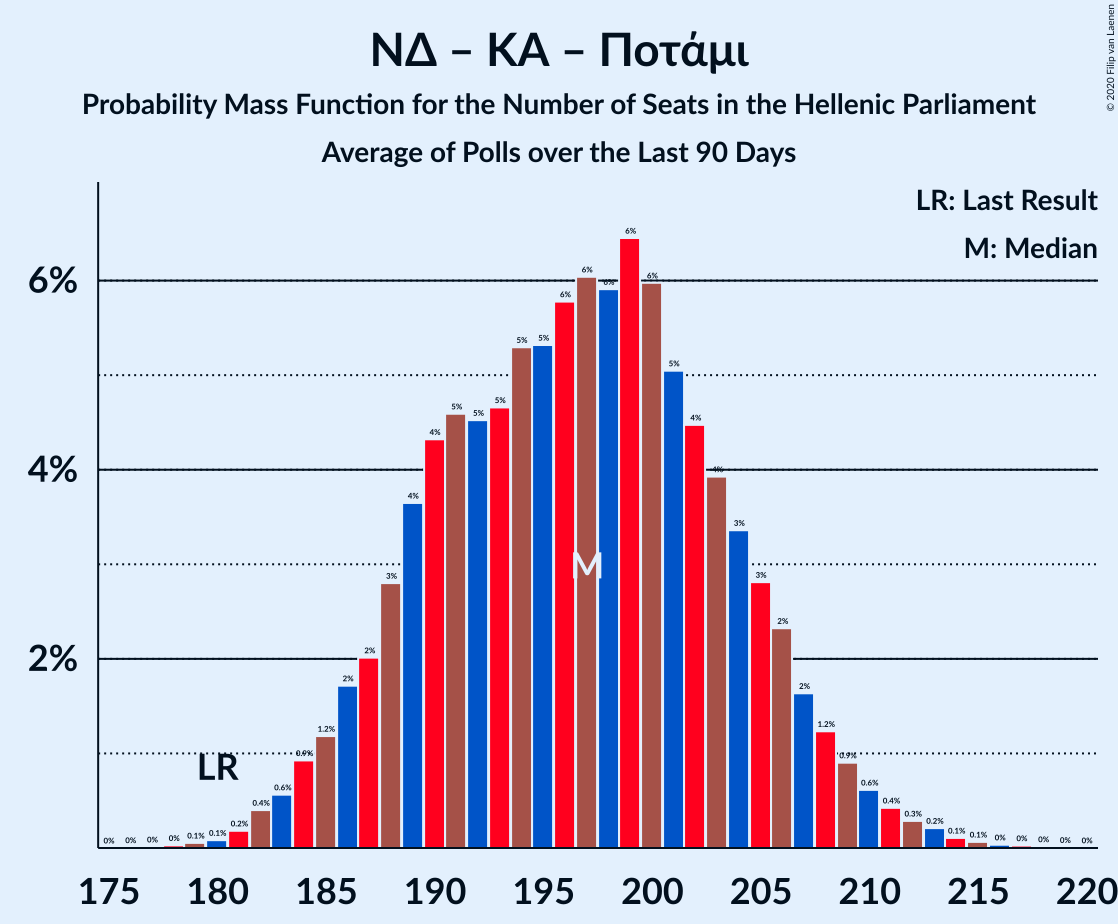 ΝΔ – ΚΑ – Ποτάμι
Probability Mass Function for the Number of Seats in the Hellenic Parliament
Average of Polls over the Last 90 Days
© 2020 Filip van Laenen
LR: Last Result
M: Median
6%
4%
2%
0% 0% 0% 0% 0.1% 0.1% 0.2% 0.4% 0.6% 0.9% 1.2% 2% 2% 3% 4% 4% 5% 5% 5% 5% 5% 6% 6% 6% 6% 6% 5% 4% 4% 3% 3% 2% 2% 1.2% 0.9% 0.6% 0.4% 0.3% 0.2% 0.1% 0.1% 0% 0% 0% 0% 0%
M
LR
175 180 185 190 195 200 205 210 215 220